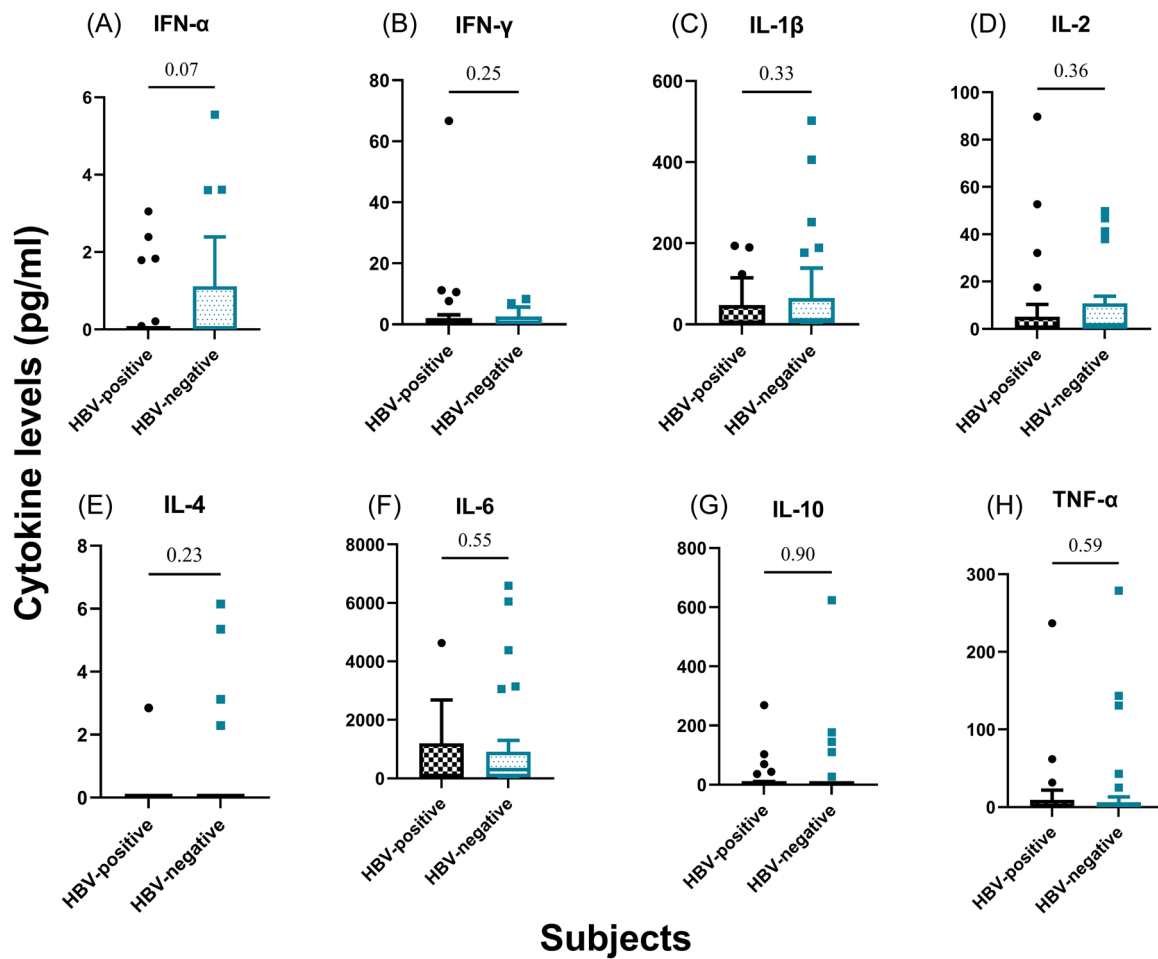 (A) IFN-α
0.07
6
4
2
0
HBV-positive
HBV-negative
(B) IFN-γ
0.25
80
60
40
20
0
HBV-positive
HBV-negative
(C) IL-1β
0.33
600
400
200
0
HBV-positive
HBV-negative
(D) IL-2
0.36
100
80
60
40
20
0
HBV-positive
HBV-negative
Cytokine levels (pg/ml)
(E) IL-4
0.23
8
6
4
2
0
HBV-positive
HBV-negative
(F) IL-6
0.55
8000
6000
4000
2000
0
HBV-positive
HBV-negative
(G) IL-10
0.90
800
600
400
200
0
HBV-positive
HBV-negative
(H) TNF-α
0.59
300
200
100
0
HBV-positive
HBV-negative
Subjects